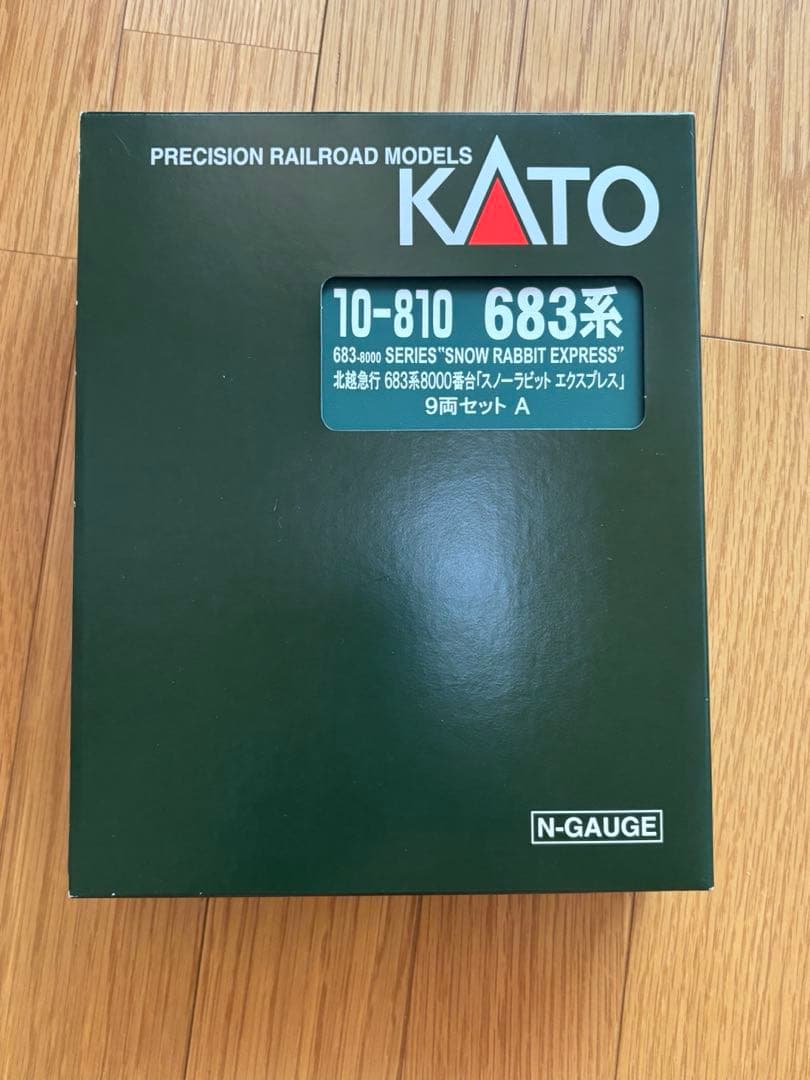 PRECISION RAILROAD MODELS
KATO
10-810 683系
683-8000 SERIES "SNOW RABBIT EXPRESS"
北越急行 683系8000番台「スノーラビット エクスプレス」
9両セット A
N-GAUGE